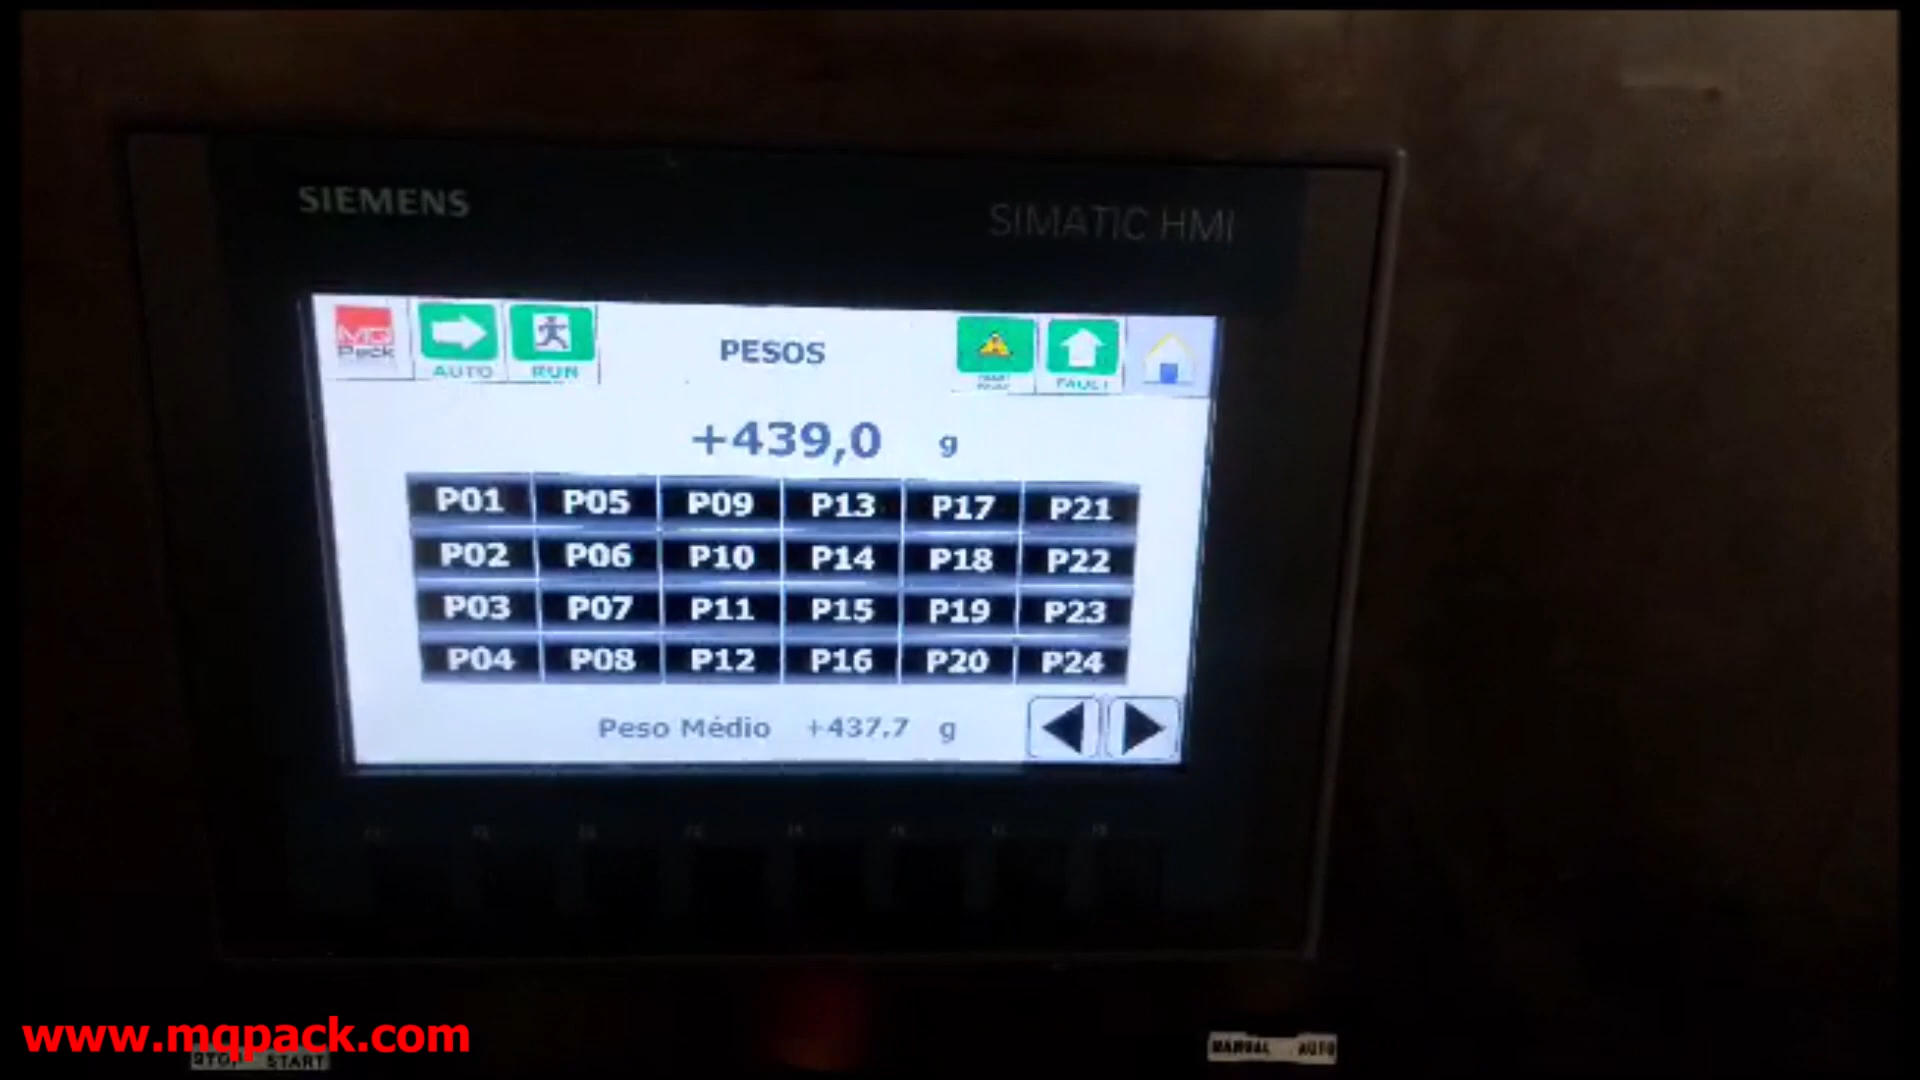 SIEMENS
SIMATIC HMI
MQ
Pack
AUTO
RUN
PESOS
FAULT
+439,0 g
P01 P05 P09 P13 P17 P21
P02 P06 P10 P14 P18 P22
P03 P07 P11 P15 P19 P23
P04 P08 P12 P16 P20 P24
Peso Médio +437,7 g
www.mqpack.com
START
MANUAL AUTO